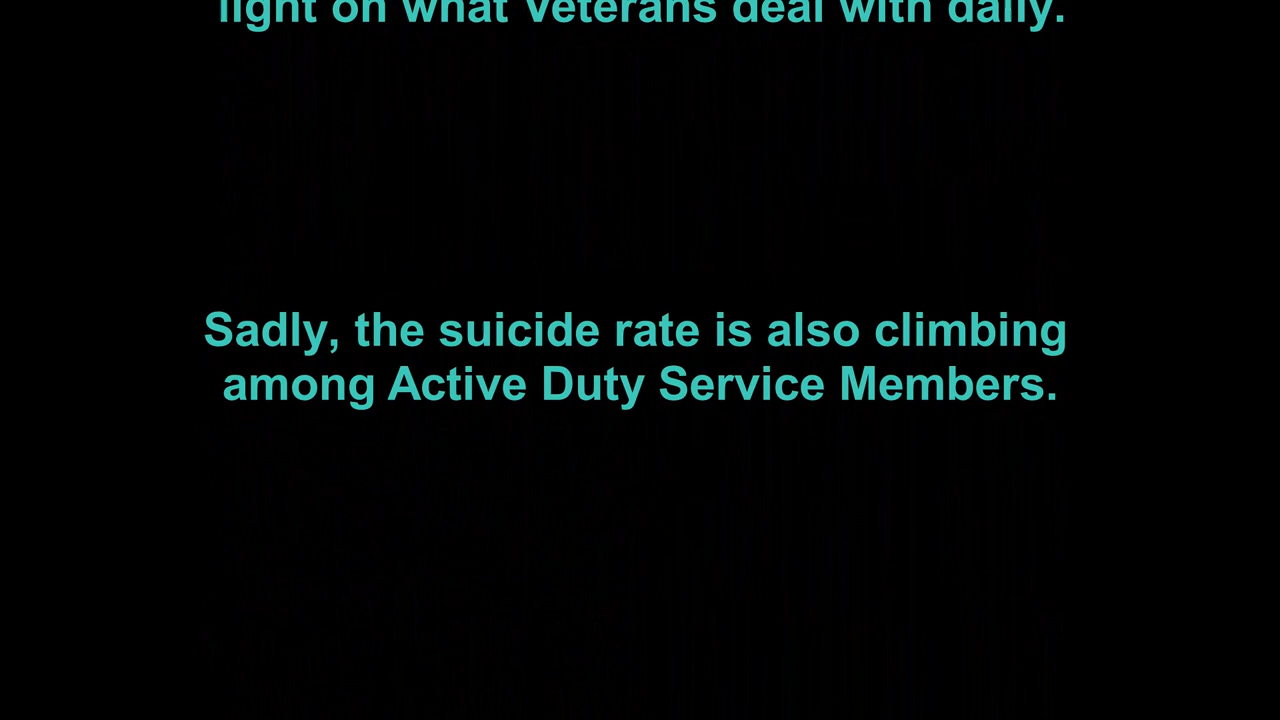 light on what Veterans deal with daily.
Sadly, the suicide rate is also climbing
among Active Duty Service Members.